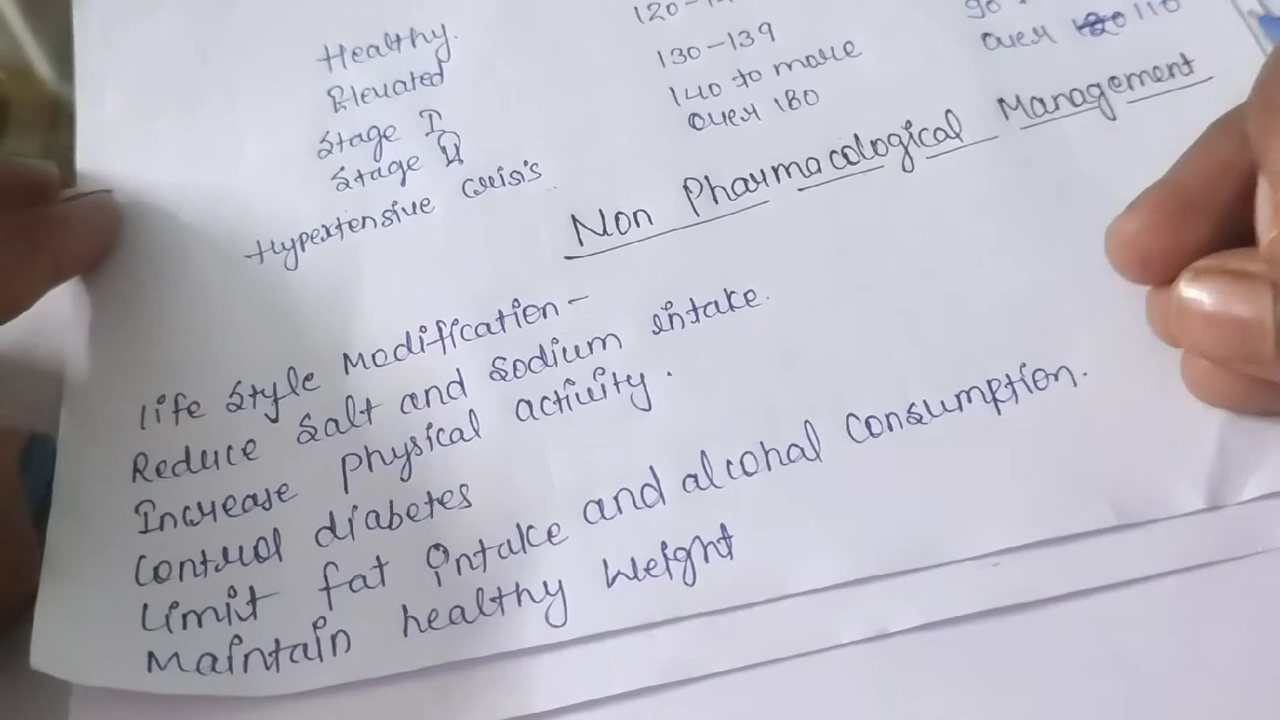 Healthy. 120-1
Elevated 130-139 90
Stage I 140 to more over 110
Stage II over 180
Hypertensive crisis
Non Pharmacological Management
life style Modification-
Reduce salt and sodium intake.
Increase physical activity.
Control diabetes
Limit fat intake and alcohal consumption.
Maintain healthy weight